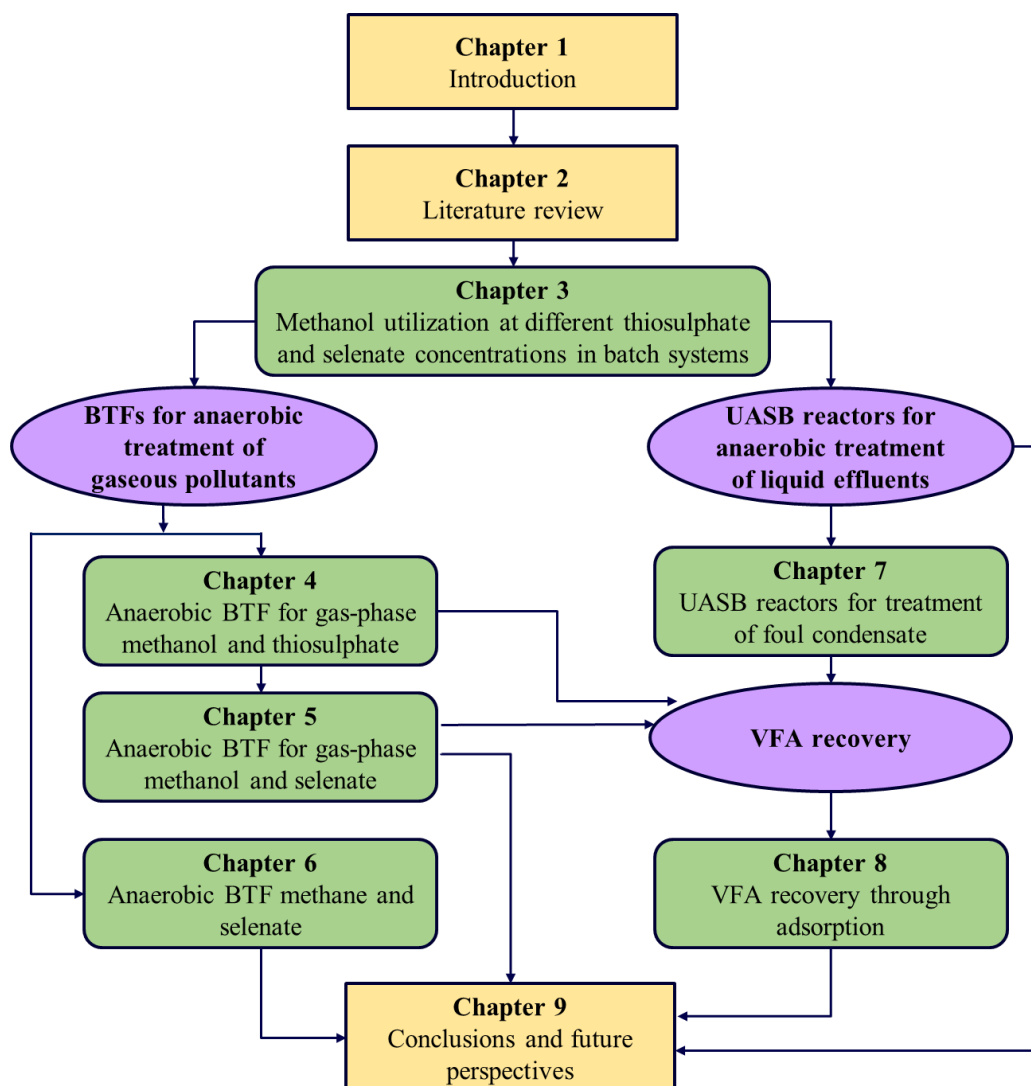 Chapter 1
Introduction
Chapter 2
Literature review
Chapter 3
Methanol utilization at different thiosulphate
and selenate concentrations in batch systems
BTFs for anaerobic
treatment of
gaseous pollutants
UASB reactors for
anaerobic treatment
of liquid effluents
Chapter 4
Anaerobic BTF for gas-phase
methanol and thiosulphate
Chapter 7
UASB reactors for treatment
of foul condensate
Chapter 5
Anaerobic BTF for gas-phase
methanol and selenate
VFA recovery
Chapter 6
Anaerobic BTF methane and
selenate
Chapter 8
VFA recovery through
adsorption
Chapter 9
Conclusions and future
perspectives